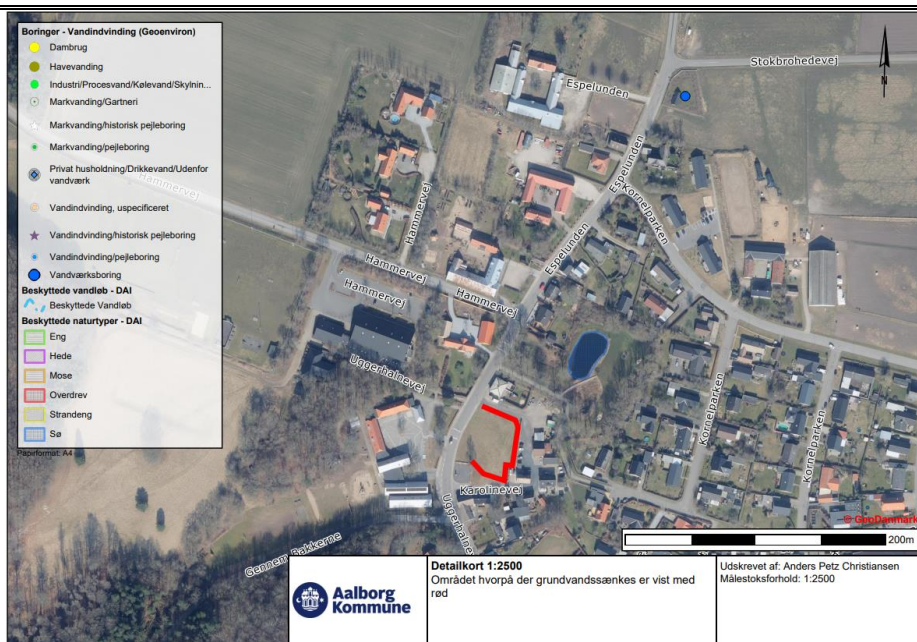 Boringer - Vandindvinding (Geoenviron)
Dambrug
Havevanding
Industri/Procesvand/Kølevand/Skylnin...
Markvanding/Gartneri
Markvanding/historisk pejleboring
Markvanding/pejleboring
Privat husholdning/Drikkevand/Udenfor
vandværk
Vandindvinding, uspecificeret
Vandindvinding/historisk pejleboring
Vandindvinding/pejleboring
Vandværksboring
Beskyttede vandløb - DAI
Beskyttede Vandløb
Beskyttede naturtyper - DAI
Eng
Hede
Mose
Overdrev
Strandeng
Sø
Papirformat: A4
Hammervej
Stokbrohedevej
N
Espelunden
Espelunden
Kornelparken
Hammervej
Espelunden
Hammervej
Hammervej
Hammervej
Uggerhalnevej
Kornelparken
Kornelparken
Karolinevej
Uggerhalne
Gennem Bakkerne
© GeoDanmark
200m
Aalborg
Kommune
Detailkort 1:2500
Området hvorpå der grundvandssænkes er vist med
rød
Udskrevet af: Anders Petz Christiansen
Målestoksforhold: 1:2500